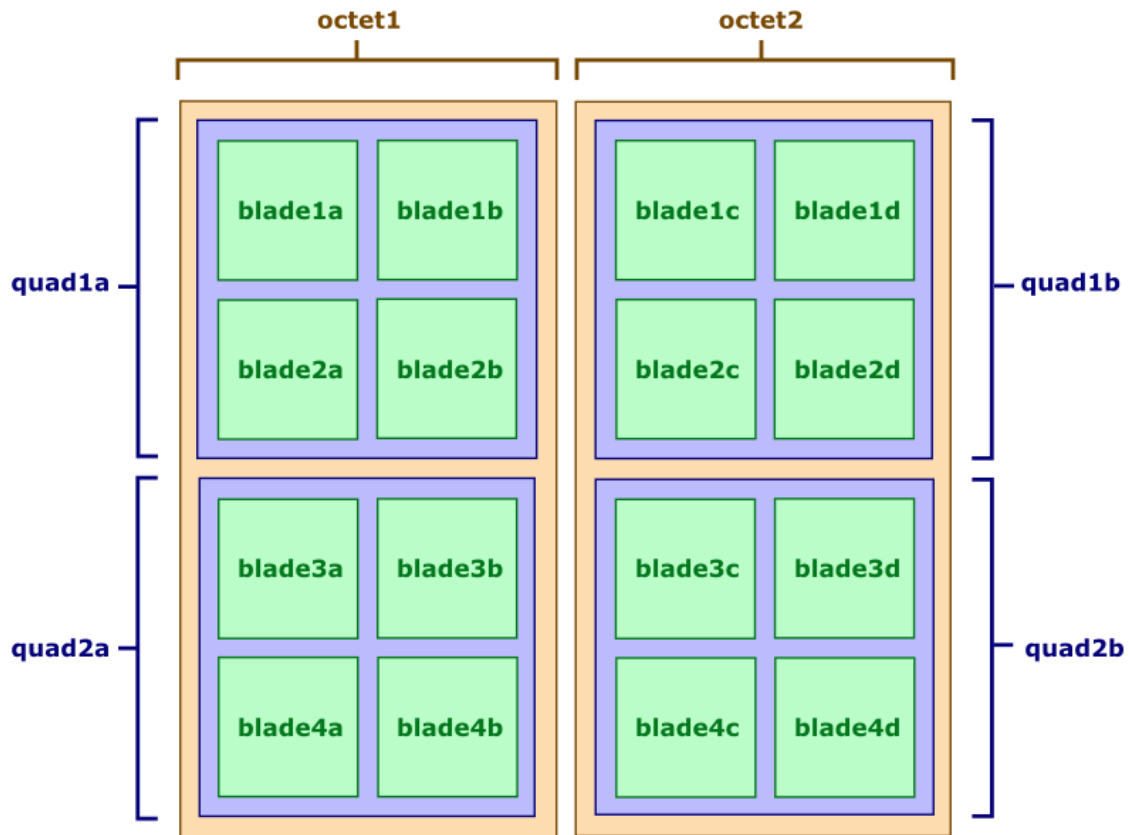 octet1 octet2
blade1a blade1b blade1c blade1d
quad1a quad1b
blade2a blade2b blade2c blade2d
blade3a blade3b blade3c blade3d
quad2a quad2b
blade4a blade4b blade4c blade4d